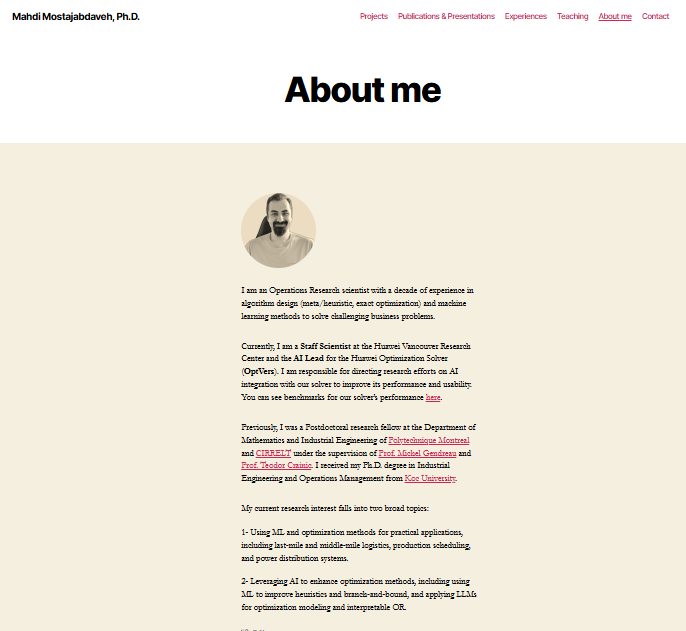 Mahdi Mostajabdaveh, Ph.D.
Projects Publications & Presentations Experiences Teaching About me Contact
About me
I am an Operations Research scientist with a decade of experience in
algorithm design (meta/heuristic, exact optimization) and machine
learning methods to solve challenging business problems.
Currently, I am a Staff Scientist at the Huawei Vancouver Research
Center and the AI Lead for the Huawei Optimization Solver
(OptVers). I am responsible for directing research efforts on AI
integration with our solver to improve its performance and usability.
You can see benchmarks for our solver's performance here.
Previously, I was a Postdoctoral research fellow at the Department of
Mathematics and Industrial Engineering of Polytechnique Montreal
and CIRRELT under the supervision of Prof. Michel Gendreau and
Prof. Teodor Crainic. I received my Ph.D. degree in Industrial
Engineering and Operations Management from Koc University.
My current research interest falls into two broad topics:
1- Using ML and optimization methods for practical applications,
including last-mile and middle-mile logistics, production scheduling,
and power distribution systems.
2- Leveraging AI to enhance optimization methods, including using
ML to improve heuristics and branch-and-bound, and applying LLMs
for optimization modeling and interpretable OR.